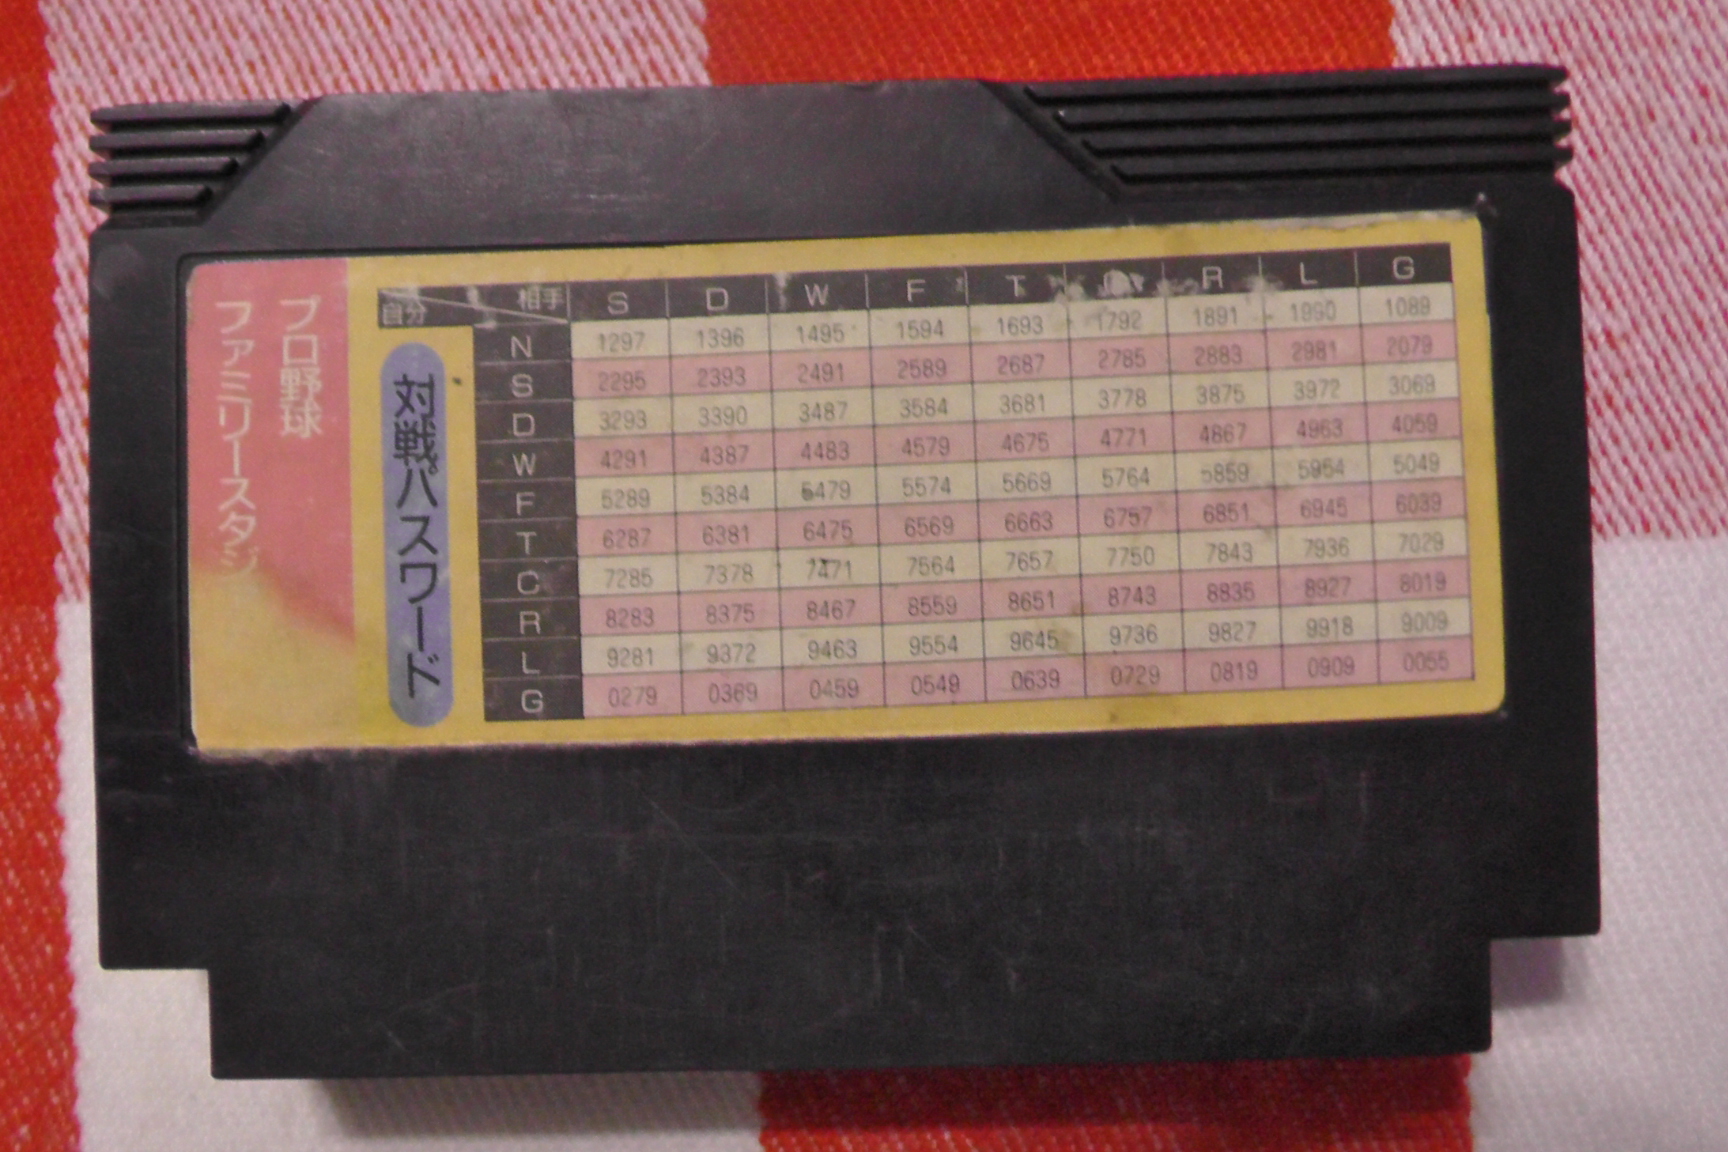 プロ野球
ファミリースタジ
対戦パスワード
自分 相手 S D W F T R L G
N 1297 1396 1495 1594 1693 1792 1891 1990 1089
S 2295 2393 2491 2589 2687 2785 2883 2981 2079
D 3293 3390 3487 3584 3681 3778 3875 3972 3069
W 4291 4387 4483 4579 4675 4771 4867 4963 4059
F 5289 5384 5479 5574 5669 5764 5859 5954 5049
T 6287 6381 6475 6569 6663 6757 6851 6945 6039
C 7285 7378 7471 7564 7657 7750 7843 7936 7029
R 8283 8375 8467 8559 8651 8743 8835 8927 8019
L 9281 9372 9463 9554 9645 9736 9827 9918 9009
G 0279 0369 0459 0549 0639 0729 0819 0909 0055